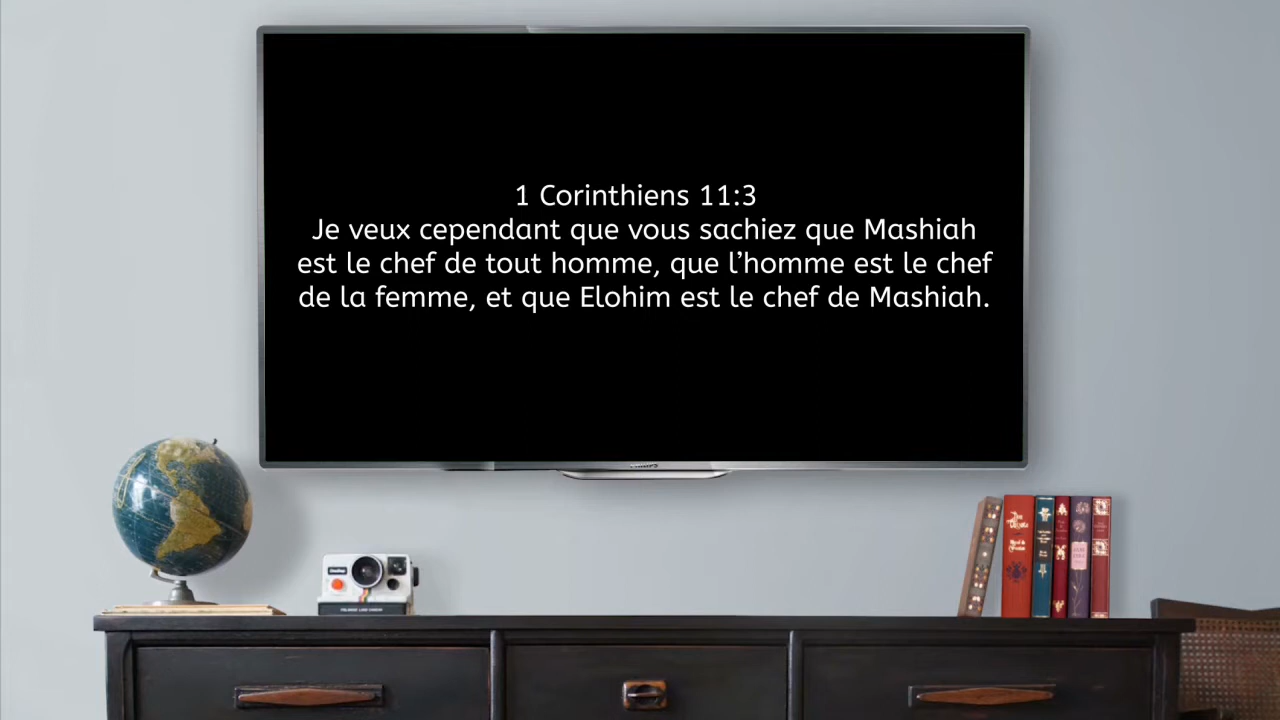 1 Corinthiens 11:3
Je veux cependant que vous sachiez que Mashiah
est le chef de tout homme, que l’homme est le chef
de la femme, et que Elohim est le chef de Mashiah.